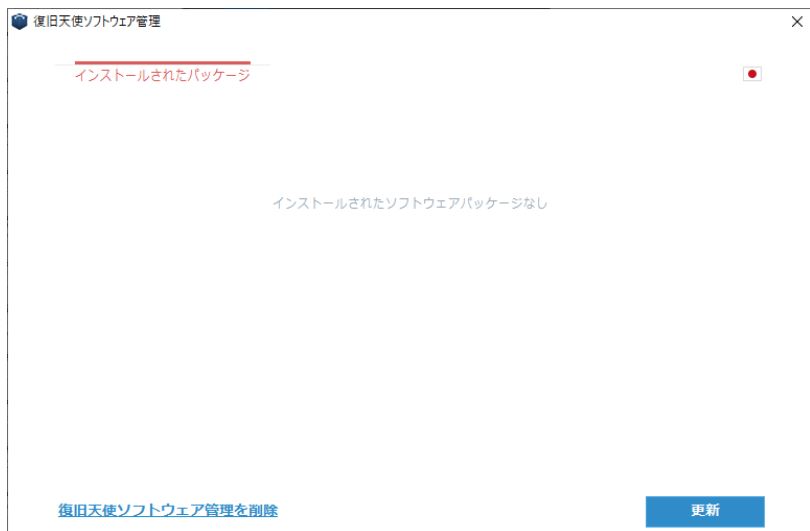 復旧天使ソフトウェア管理
インストールされたパッケージ
インストールされたソフトウェアパッケージなし
復旧天使ソフトウェア管理を削除
更新